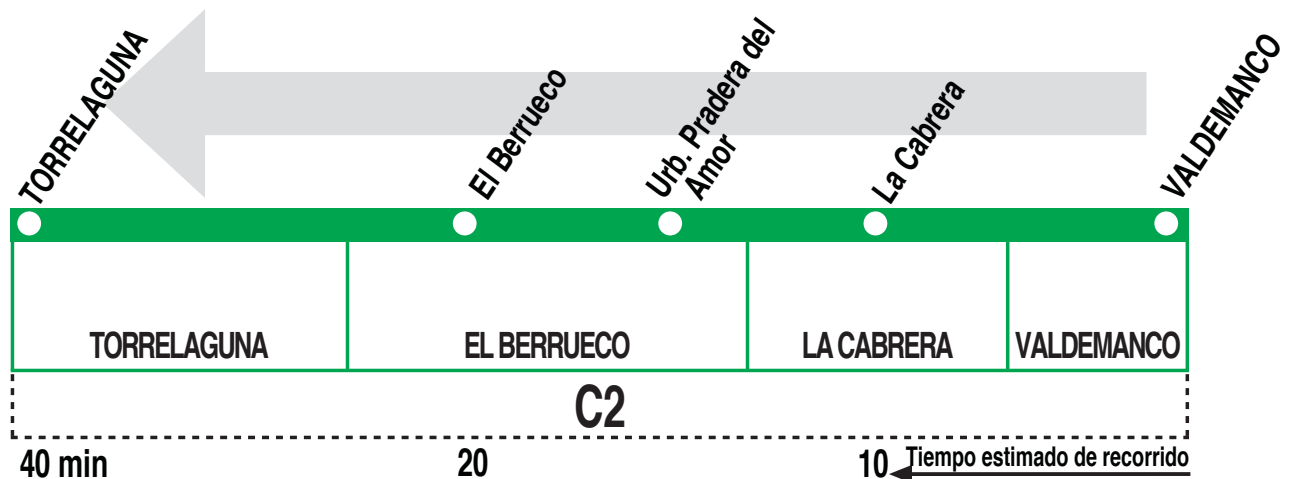 TORRELAGUNA
El Berrueco
Urb. Pradera del
Amor
La Cabrera
VALDEMANCO
TORRELAGUNA
EL BERRUECO
LA CABRERA
VALDEMANCO
C2
40 min
20
10
Tiempo estimado de recorrido